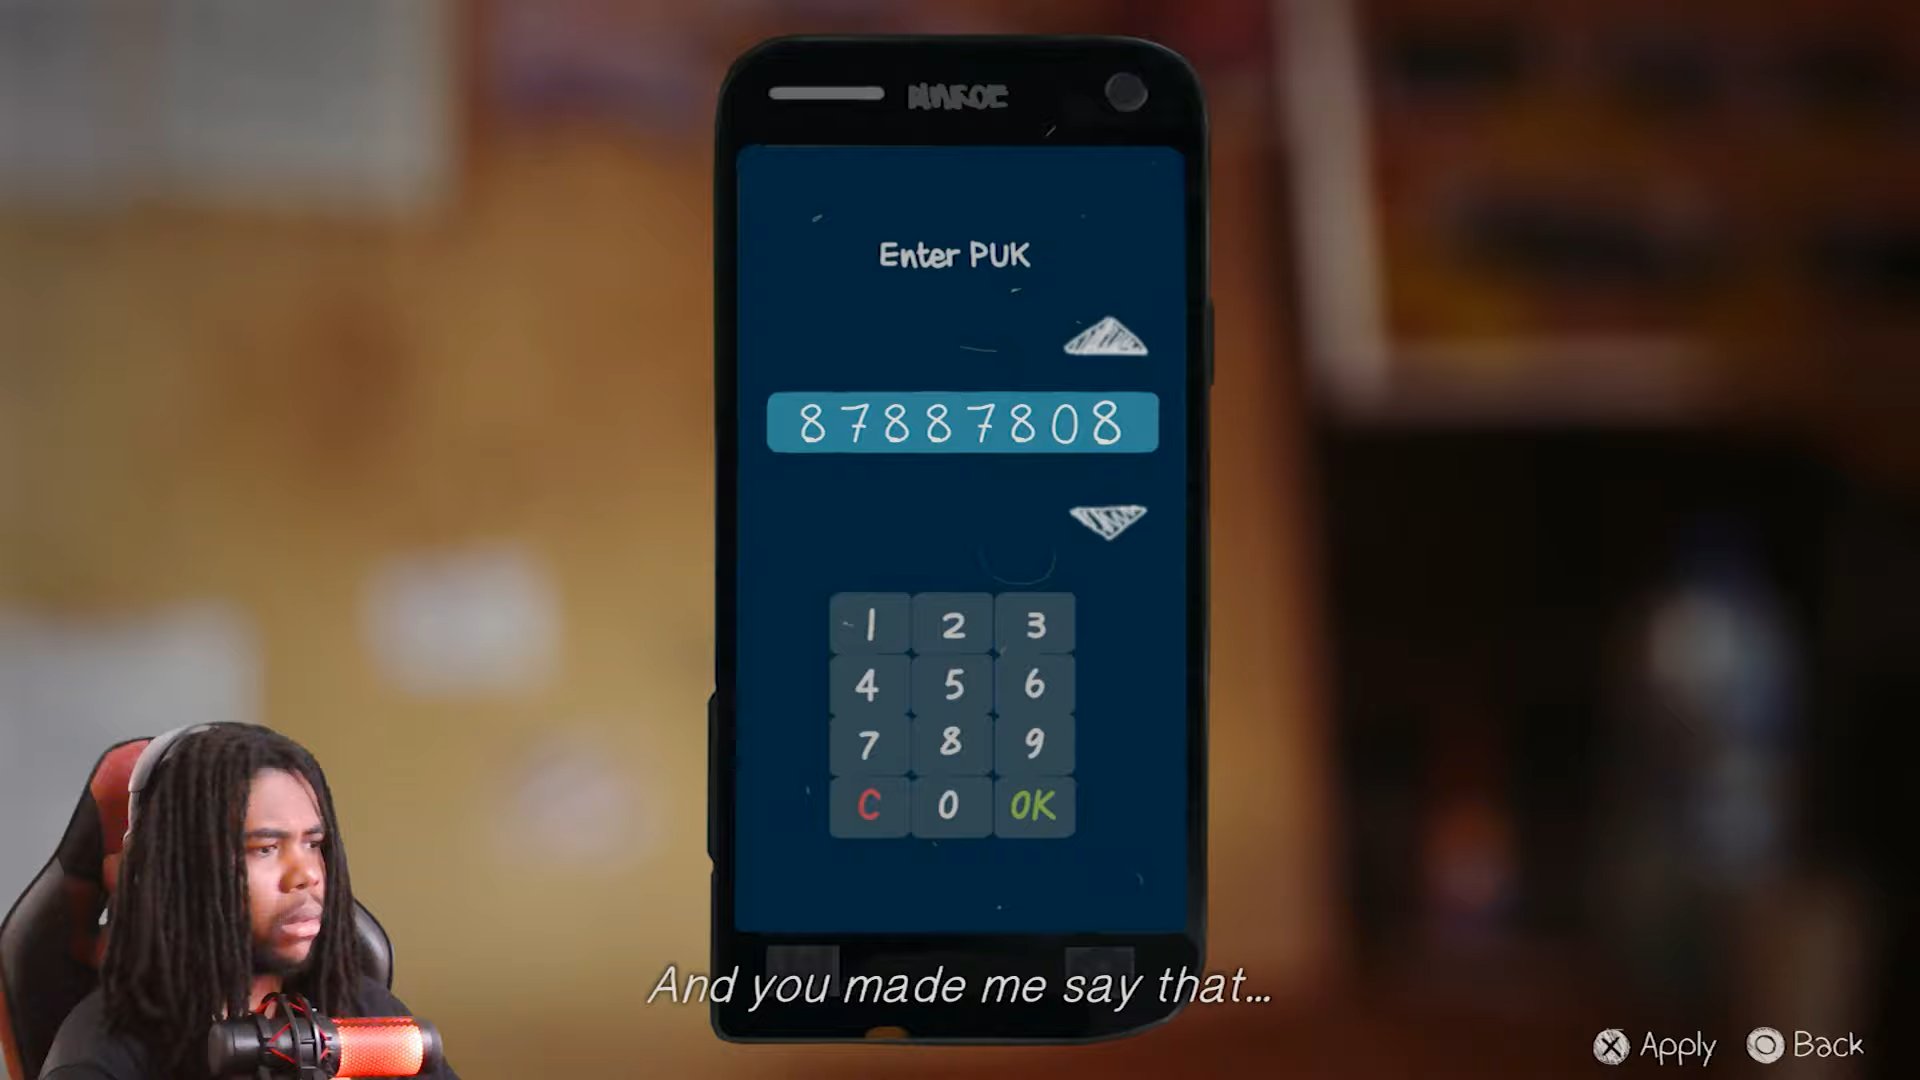 Enter PUK
87887808
1 2 3
4 5 6
7 8 9
C 0 OK
And you made me say that...
Apply Back